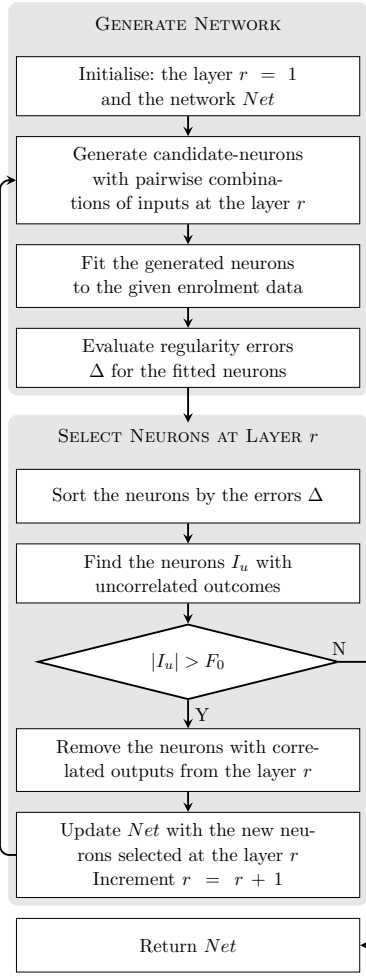 GENERATE NETWORK
Initialise: the layer r = 1
and the network Net
Generate candidate-neurons
with pairwise combina-
tions of inputs at the layer r
Fit the generated neurons
to the given enrolment data
Evaluate regularity errors
Δ for the fitted neurons
SELECT NEURONS AT LAYER r
Sort the neurons by the errors Δ
Find the neurons I_u with
uncorrelated outcomes
|I_u| > F_0
N
Y
Remove the neurons with corre-
lated outputs from the layer r
Update Net with the new neu-
rons selected at the layer r
Increment r = r + 1
Return Net